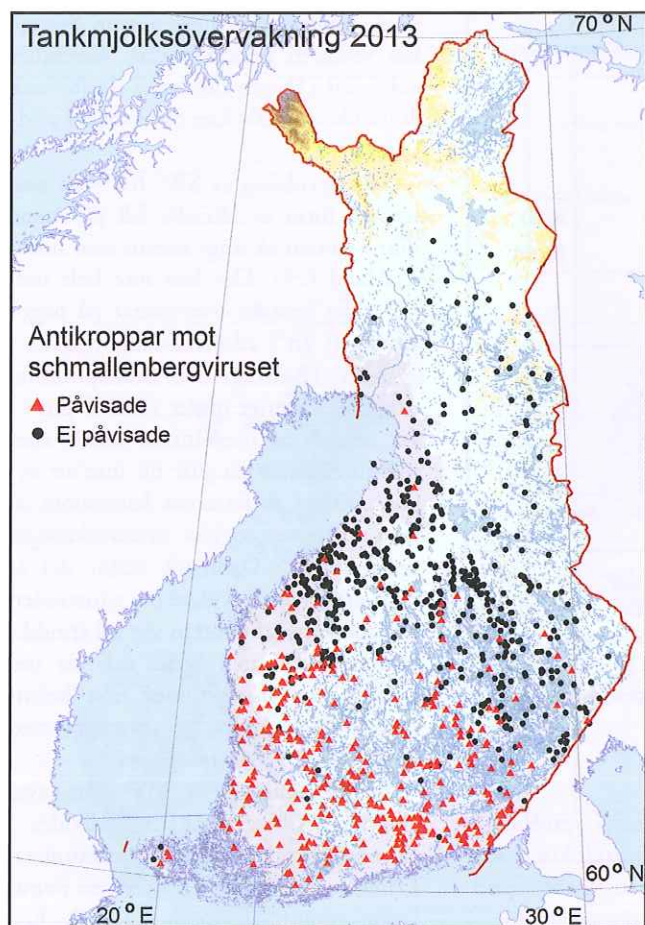 Tankmjölksövervakning 2013
70 ° N
Antikroppar mot
schmallenbergviruset
Påvisade
Ej påvisade
60 ° N
20 ° E
30 ° E